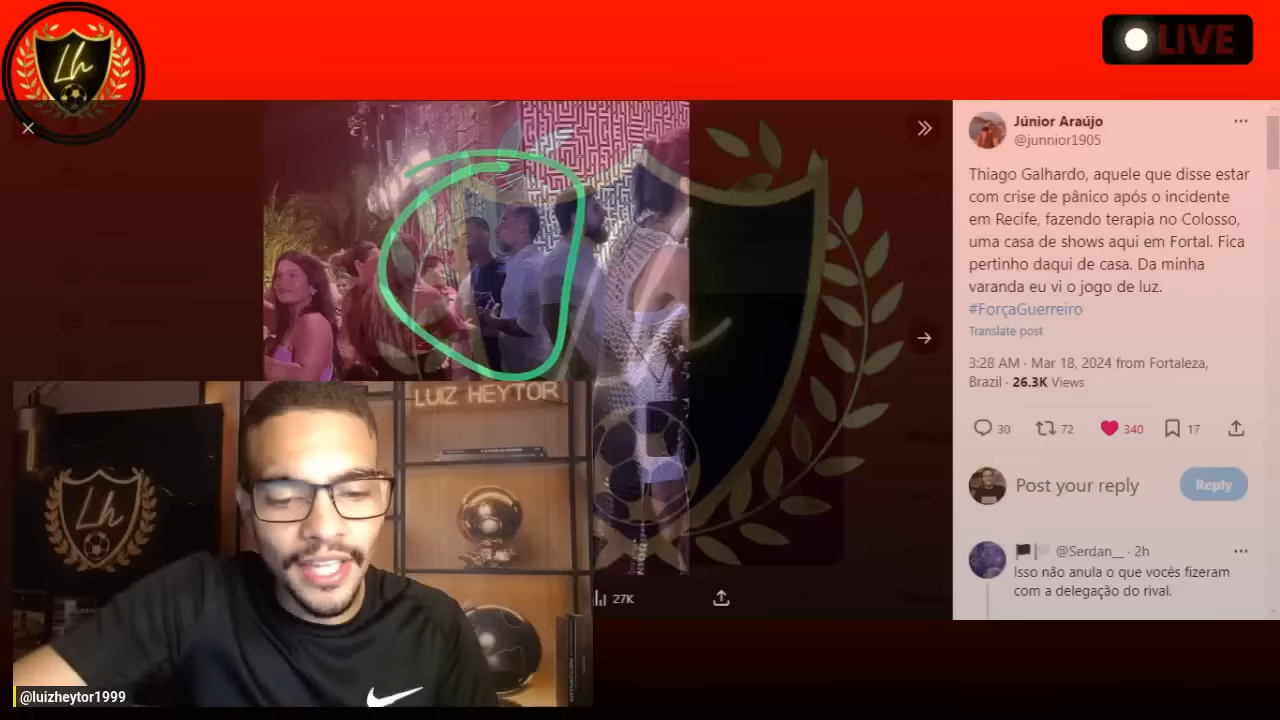 Lh
LIVE
Júnior Araújo
@junnior1905
Thiago Galhardo, aquele que disse estar
com crise de pânico após o incidente
em Recife, fazendo terapia no Colosso,
uma casa de shows aqui em Fortal. Fica
pertinho daqui de casa. Da minha
varanda eu vi o jogo de luz.
#ForçaGuerreiro
Translate post
3:28 AM · Mar 18, 2024 from Fortaleza,
Brazil · 26.3K Views
30
72
340
17
Post your reply
Reply
@Serdan__ · 2h
Isso não anula o que vocês fizeram
com a delegação do rival.
27K
LUIZ HEYTOR
Lh
@luizheytor1999